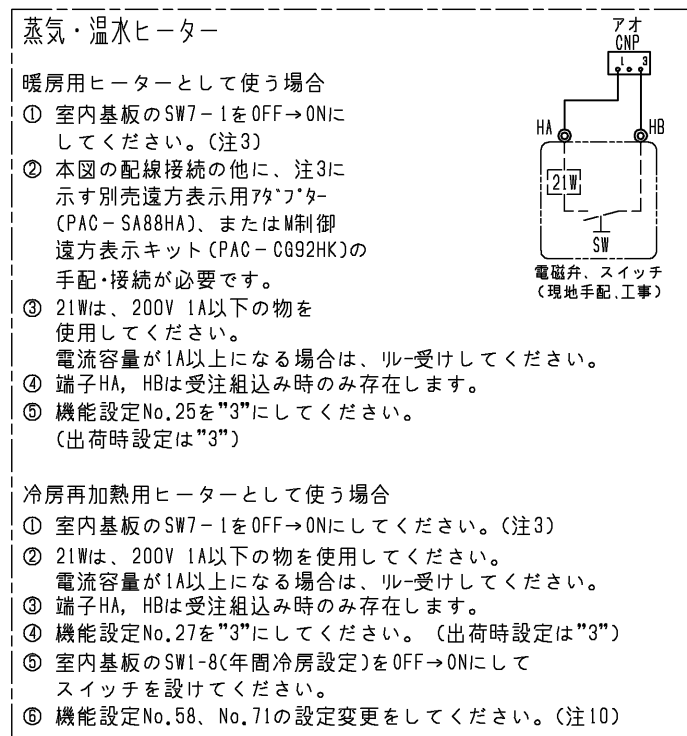 蒸気・温水ヒーター
暖房用ヒーターとして使う場合
① 室内基板のSW7-1をOFF→ONに
してください。(注3)
② 本図の配線接続の他に、注3に
示す別売遠方表示用ｱﾀﾞﾌﾟﾀｰ
(PAC-SA88HA)、またはM制御
遠方表示キット(PAC-CG92HK)の
手配・接続が必要です。
③ 21Wは、200V 1A以下の物を
使用してください。
電流容量が1A以上になる場合は、ﾘﾚｰ受けしてください。
④ 端子HA, HBは受注組込み時のみ存在します。
⑤ 機能設定No.25を"3"にしてください。
(出荷時設定は"3")
アオ
CNP
1 3
HA HB
21W
SW
電磁弁、スイッチ
(現地手配、工事)
冷房再加熱用ヒーターとして使う場合
① 室内基板のSW7-1をOFF→ONにしてください。(注3)
② 21Wは、200V 1A以下の物を使用してください。
電流容量が1A以上になる場合は、ﾘﾚｰ受けしてください。
③ 端子HA, HBは受注組込み時のみ存在します。
④ 機能設定No.27を"3"にしてください。 (出荷時設定は"3")
⑤ 室内基板のSW1-8(年間冷房設定)をOFF→ONにして
スイッチを設けてください。
⑥ 機能設定No.58、No.71の設定変更をしてください。(注10)